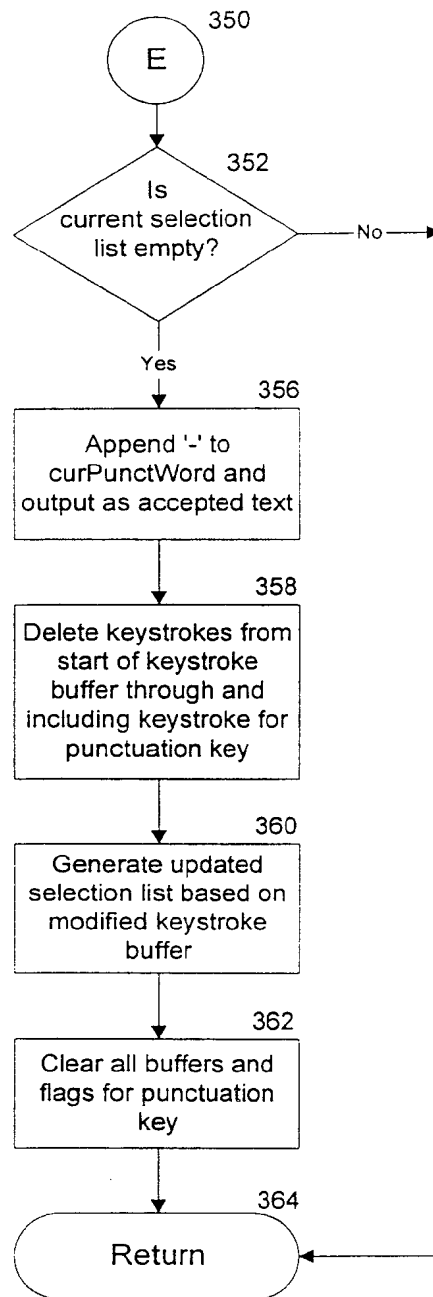 350
E
352
Is
current selection
list empty?
No
Yes
356
Append '-' to
curPunctWord and
output as accepted text
358
Delete keystrokes from
start of keystroke
buffer through and
including keystroke for
punctuation key
360
Generate updated
selection list based on
modified keystroke
buffer
362
Clear all buffers and
flags for punctuation
key
364
Return